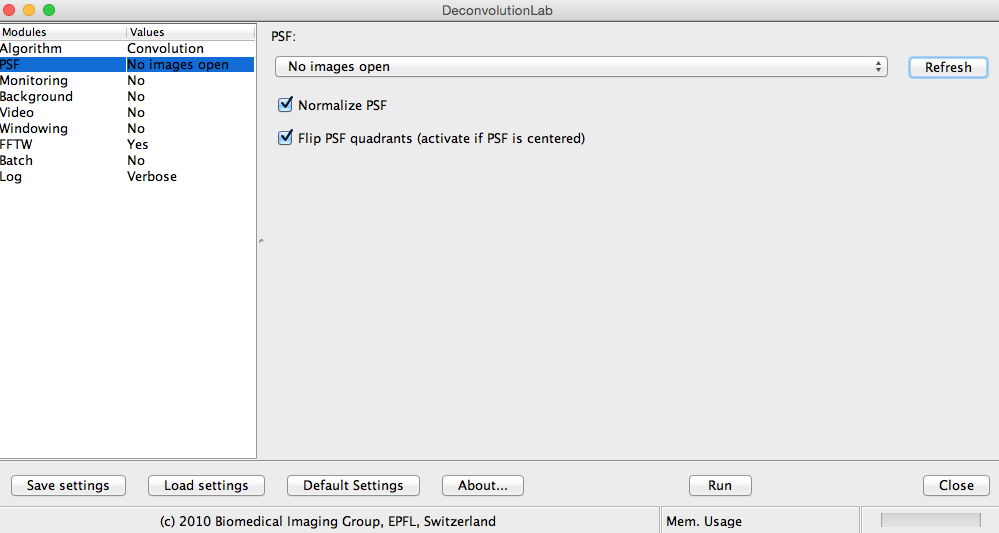 DeconvolutionLab
Modules Values
Algorithm Convolution
PSF No images open
Monitoring No
Background No
Video No
Windowing No
FFTW Yes
Batch No
Log Verbose
PSF:
No images open Refresh
Normalize PSF
Flip PSF quadrants (activate if PSF is centered)
Save settings Load settings Default Settings About... Run Close
(c) 2010 Biomedical Imaging Group, EPFL, Switzerland Mem. Usage